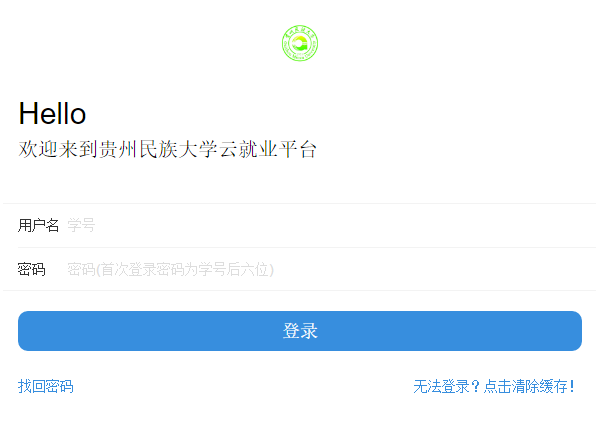 Hello
欢迎来到贵州民族大学云就业平台
用户名 学号
密码 密码(首次登录密码为学号后六位)
登录
找回密码 无法登录？点击清除缓存！